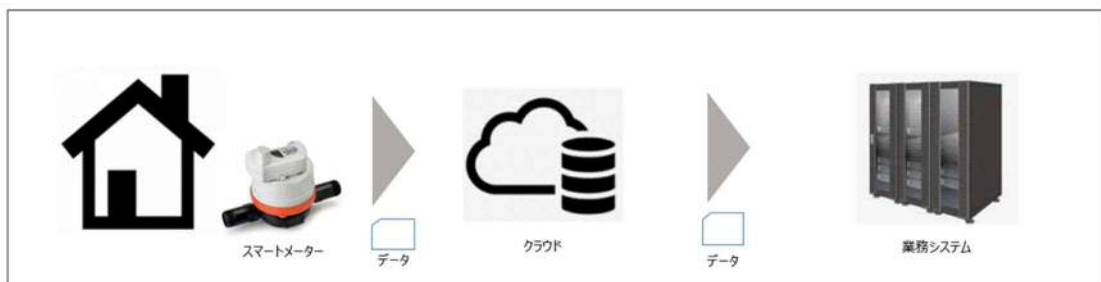 スマートメーター
データ
クラウド
データ
業務システム